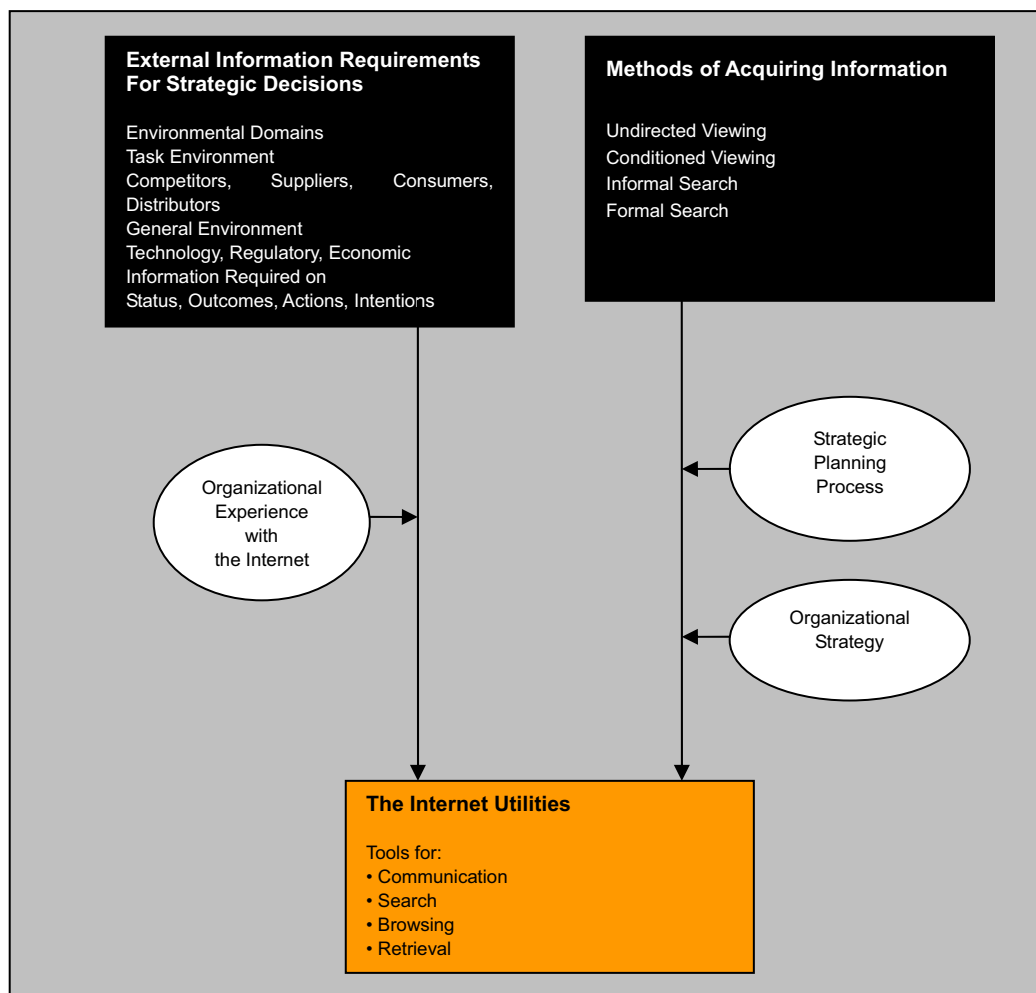 External Information Requirements
For Strategic Decisions
Environmental Domains
Task Environment
Competitors, Suppliers, Consumers,
Distributors
General Environment
Technology, Regulatory, Economic
Information Required on
Status, Outcomes, Actions, Intentions
Methods of Acquiring Information
Undirected Viewing
Conditioned Viewing
Informal Search
Formal Search
Organizational
Experience
with
the Internet
Strategic
Planning
Process
Organizational
Strategy
The Internet Utilities
Tools for:
• Communication
• Search
• Browsing
• Retrieval